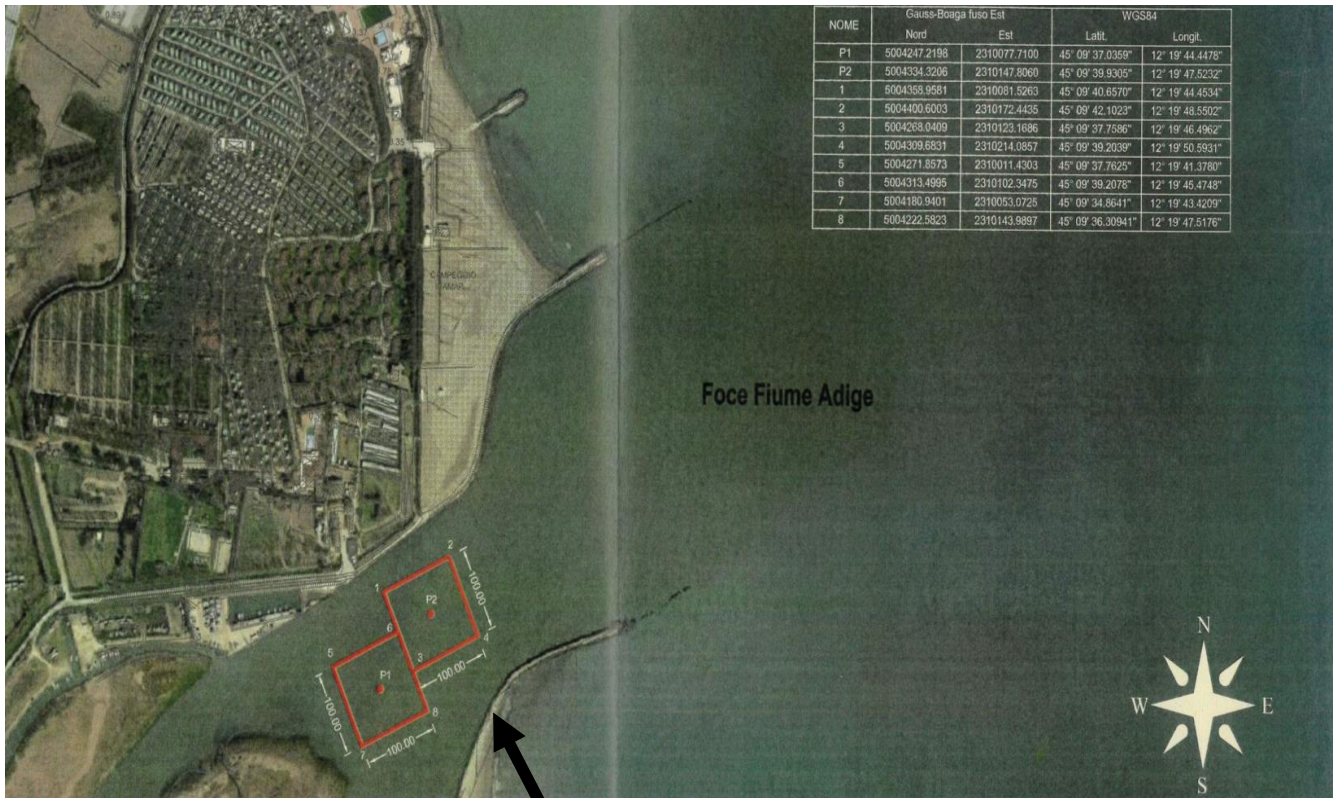 NOME Gauss-Boaga fuso Est WGS84
Nord Est Latit. Longit.
P1 5004247.2198 2310077.7100 45° 09' 37.0359" 12° 19' 44.4478"
P2 5004334.3206 2310147.8060 45° 09' 39.9305" 12° 19' 47.5232"
1 5004358.9581 2310081.5263 45° 09' 40.6570" 12° 19' 44.4534"
2 5004400.6003 2310172.4435 45° 09' 42.1023" 12° 19' 48.5502"
3 5004268.0409 2310123.1686 45° 09' 37.7586" 12° 19' 46.4962"
4 5004309.6831 2310214.0857 45° 09' 39.2039" 12° 19' 50.5931"
5 5004271.8573 2310011.4303 45° 09' 37.7625" 12° 19' 41.3780"
6 5004313.4995 2310102.3475 45° 09' 39.2078" 12° 19' 45.4748"
7 5004180.9401 2310053.0725 45° 09' 34.8641" 12° 19' 43.4209"
8 5004222.5823 2310143.9897 45° 09' 36.30941" 12° 19' 47.5176"
Foce Fiume Adige
2
1
100.00
P2
6
4
5
3
100.00
P1
100.00
8
7
100.00
N
W E
S